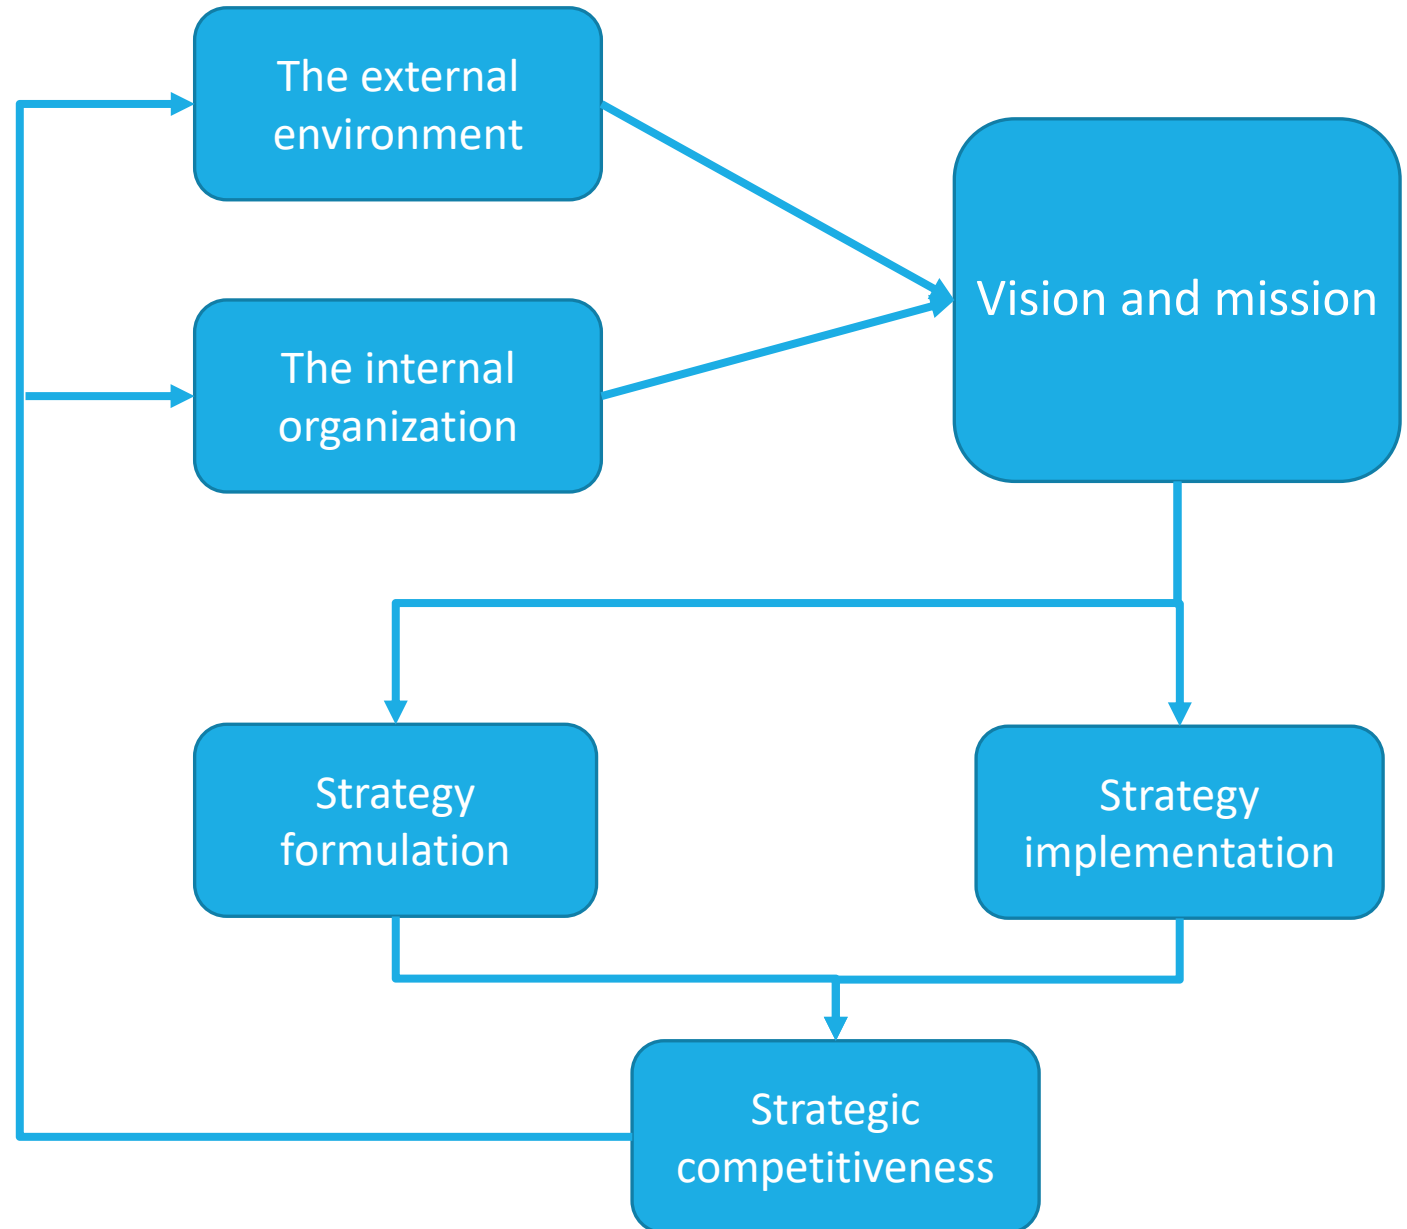 The external
environment
Vision and mission
The internal
organization
Strategy
formulation
Strategy
implementation
Strategic
competitiveness